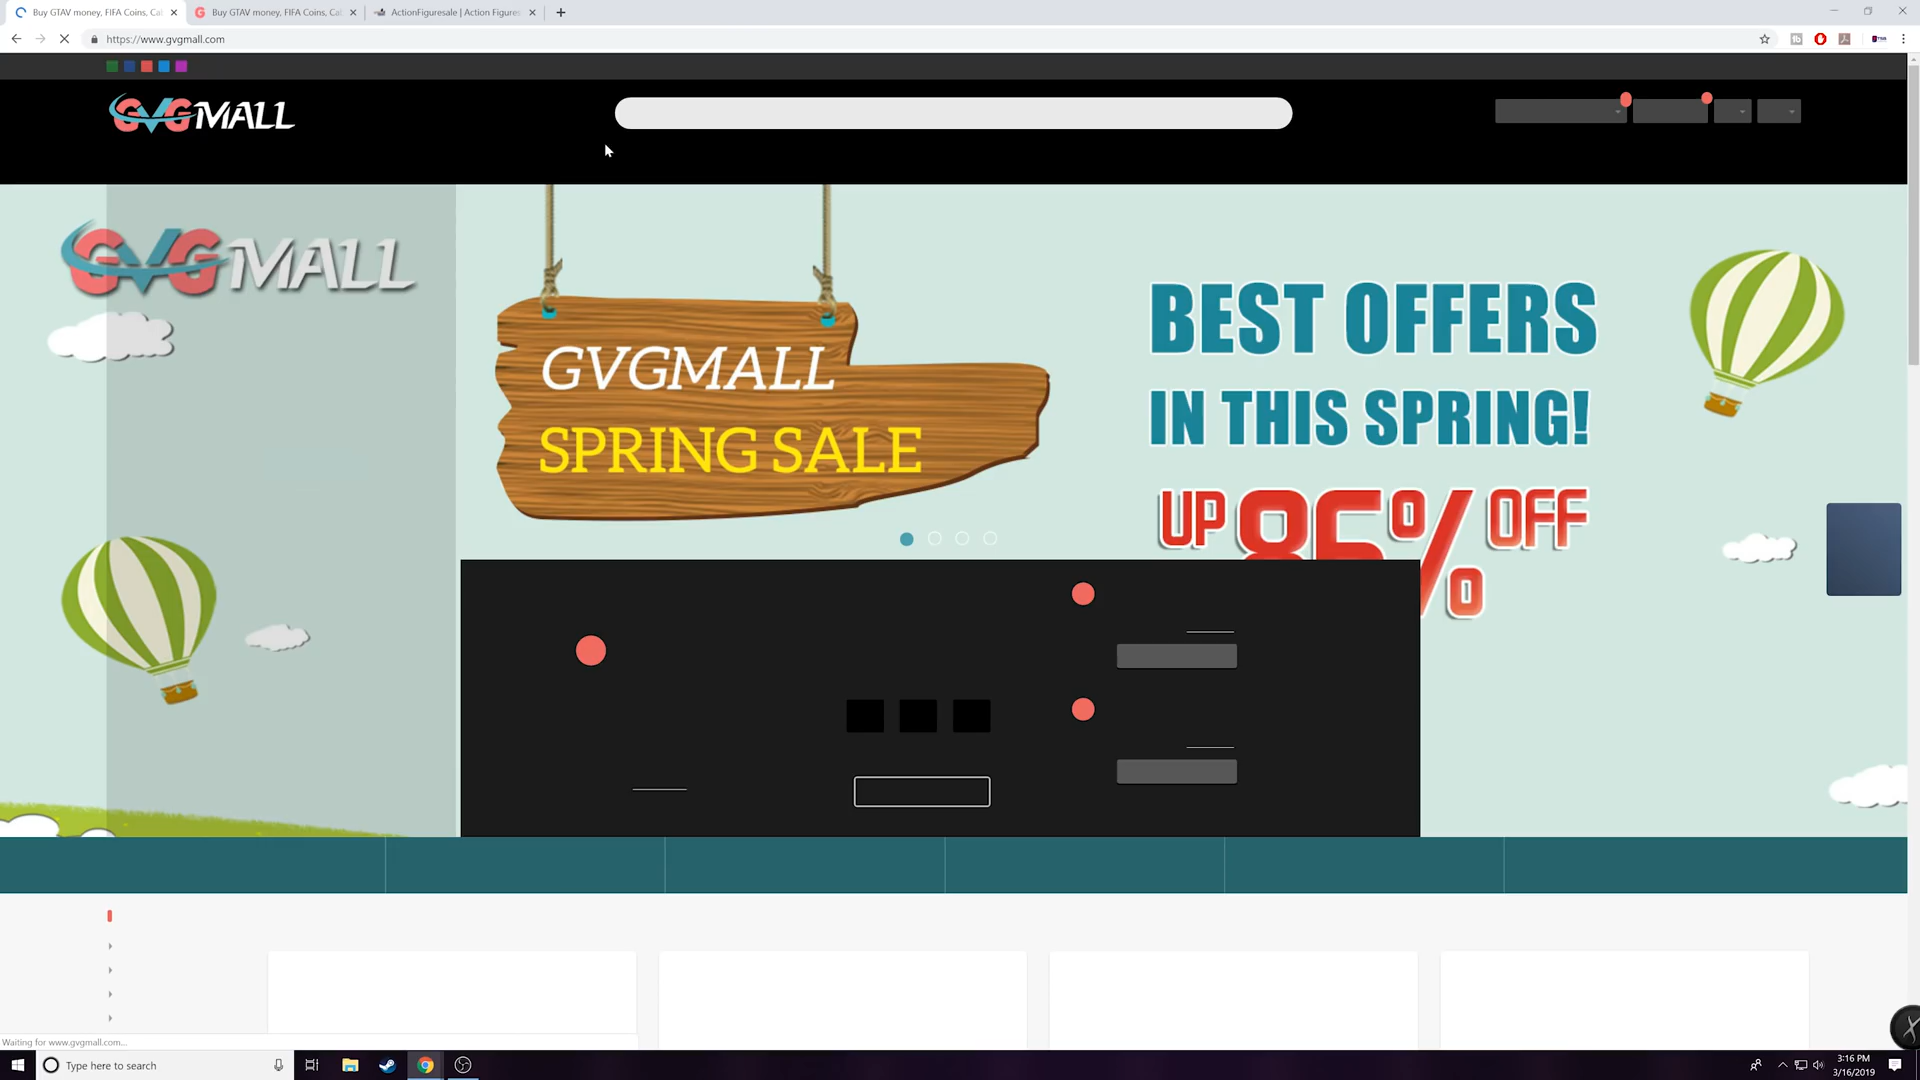 Buy GTAV money, FIFA Coins, Cal
Buy GTAV money, FIFA Coins, Cal
ActionFiguresale | Action Figures
https://www.gvgmall.com
GVGMALL
GVGMALL
GVGMALL
SPRING SALE
BEST OFFERS
IN THIS SPRING!
UP 85% OFF
Waiting for www.gvgmall.com...
Type here to search
3:16 PM
3/16/2019